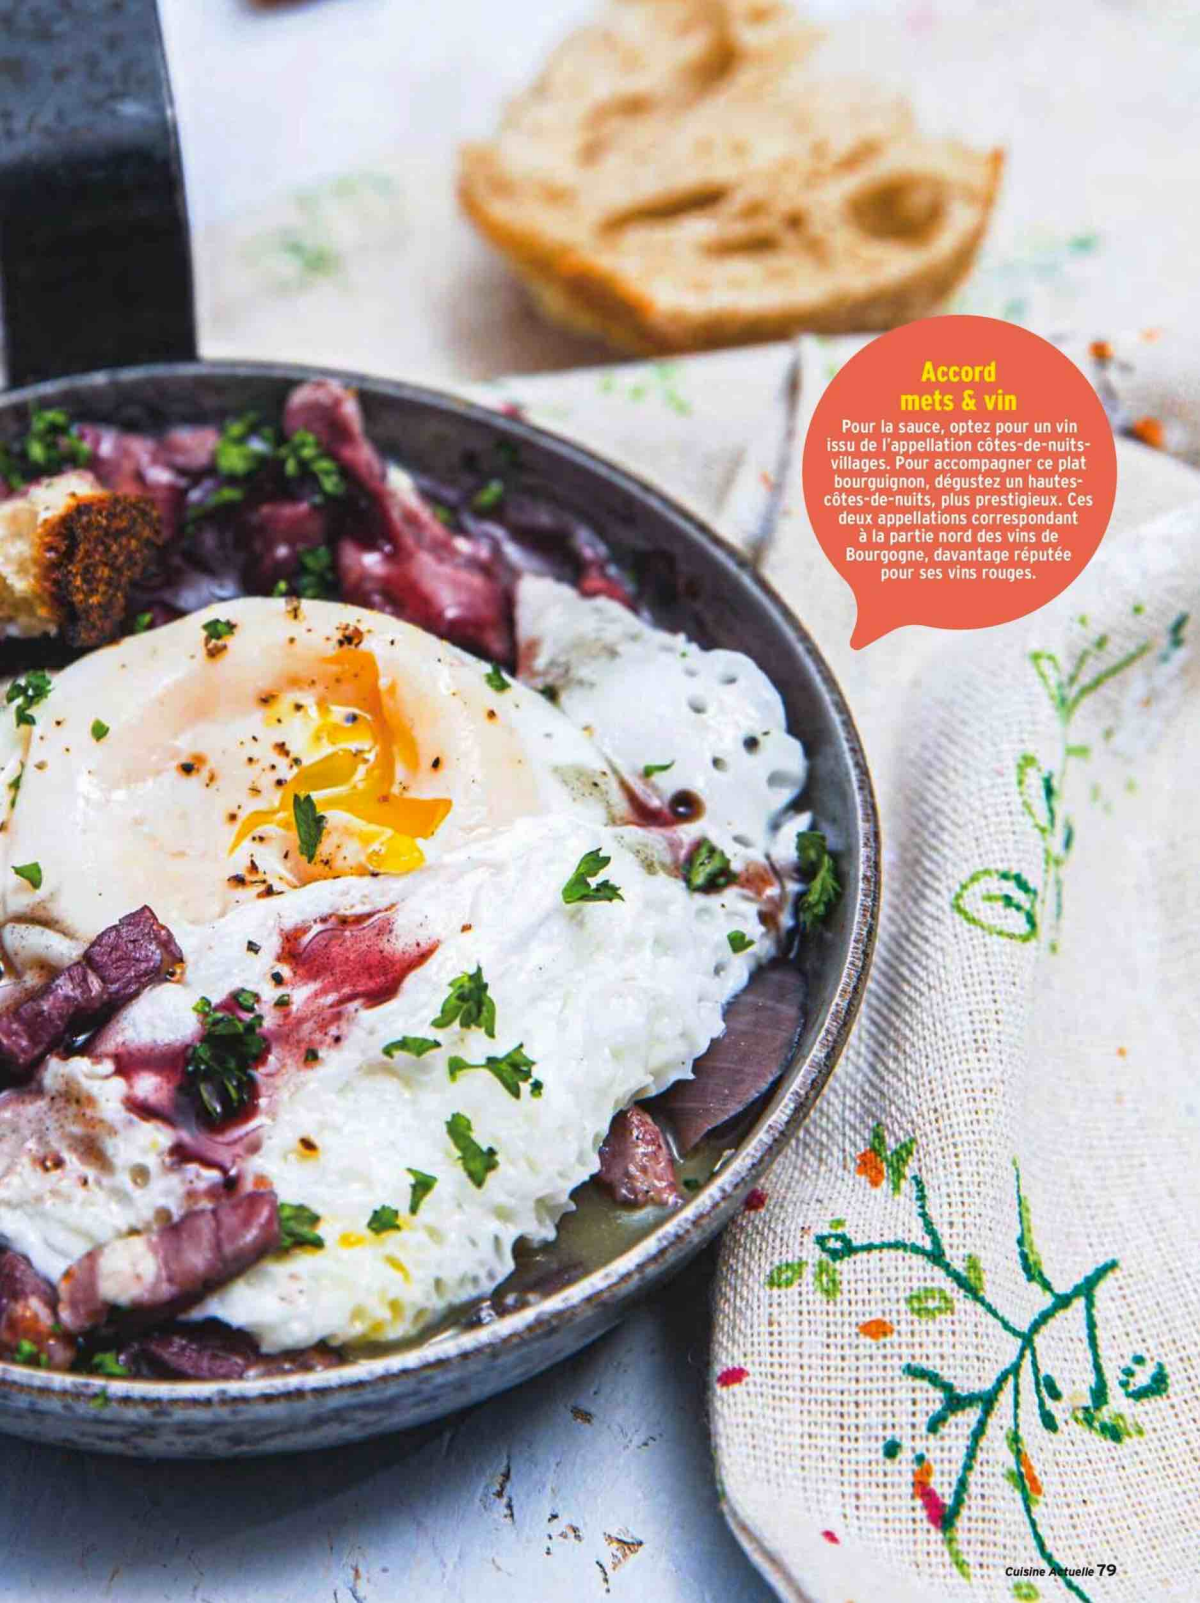 Accord
mets & vin
Pour la sauce, optez pour un vin
issu de l'appellation côtes-de-nuits-
villages. Pour accompagner ce plat
bourguignon, dégustez un hautes-
côtes-de-nuits, plus prestigieux. Ces
deux appellations correspondant
à la partie nord des vins de
Bourgogne, davantage réputée
pour ses vins rouges.
Cuisine Actuelle 79